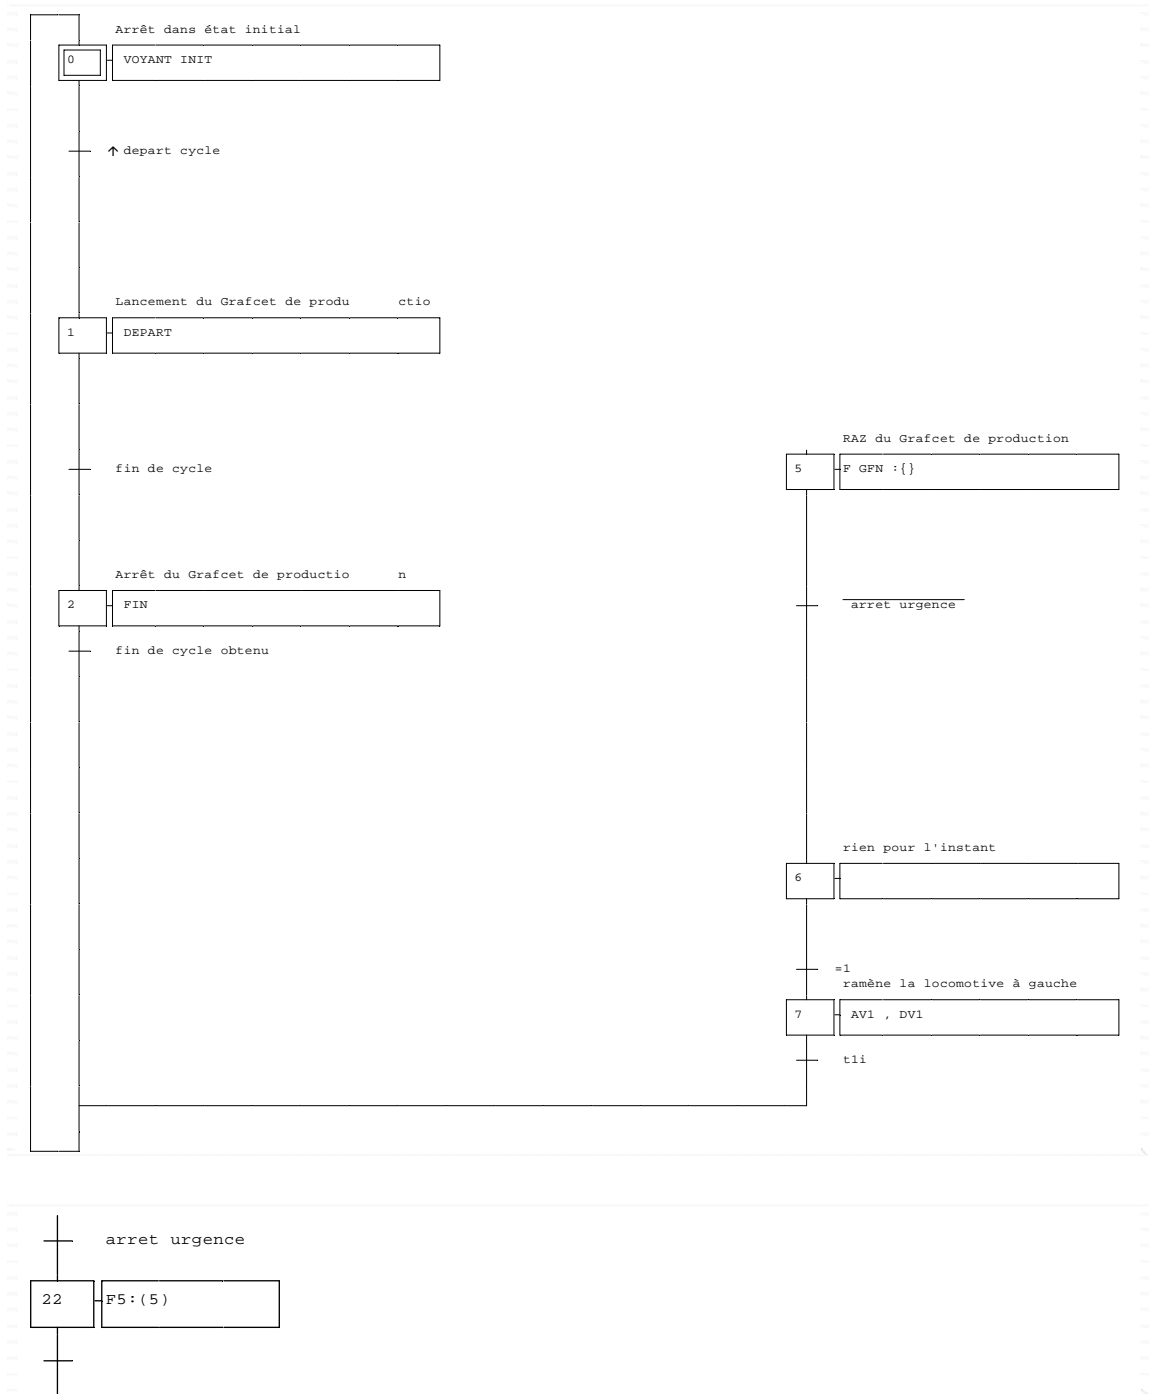 Arrêt dans état initial
0 VOYANT INIT
↑ depart cycle
Lancement du Grafcet de produ ctio
1 DEPART
RAZ du Grafcet de production
fin de cycle
5 F GFN :{}
Arrêt du Grafcet de productio n
2 FIN
arret urgence
fin de cycle obtenu
rien pour l'instant
6
=1
ramène la locomotive à gauche
7 AV1 , DV1
t1i
arret urgence
22 F5:(5)